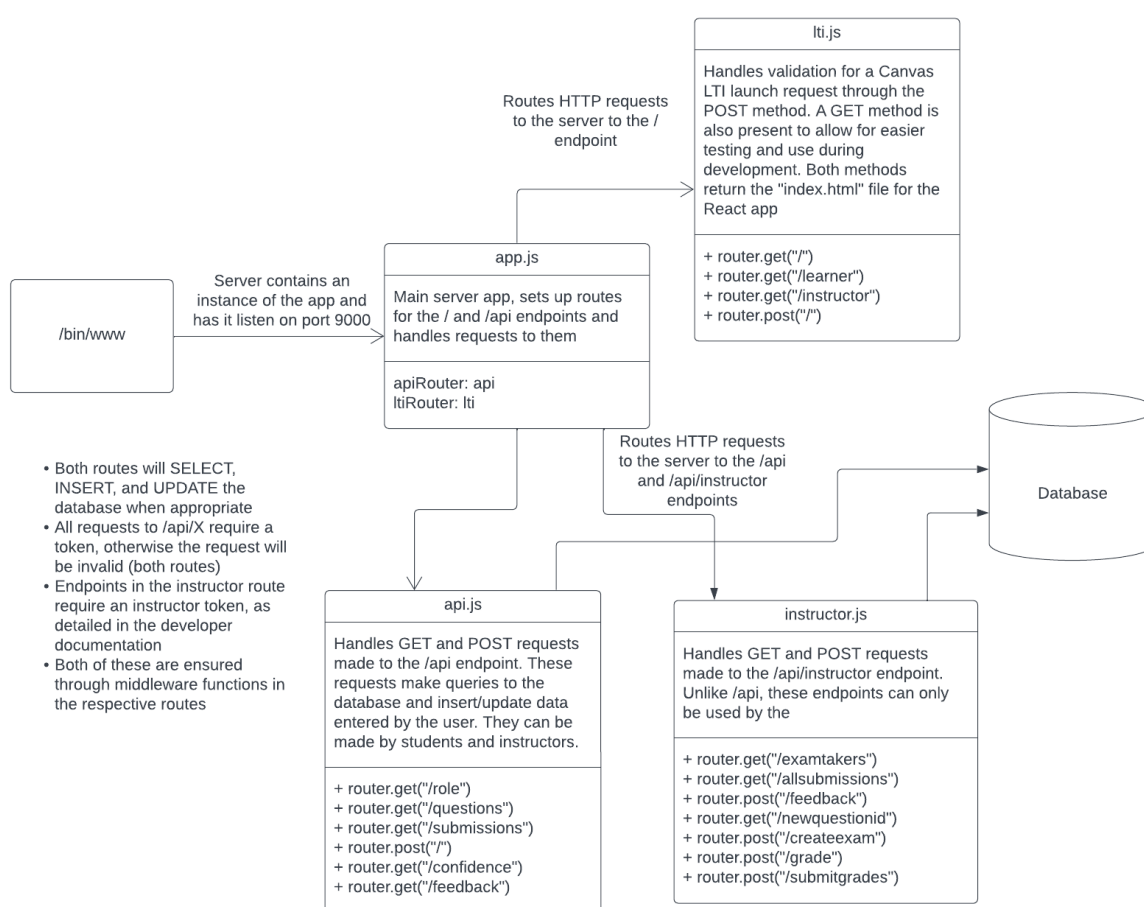 lti.js
Handles validation for a Canvas
LTI launch request through the
POST method. A GET method is
also present to allow for easier
testing and use during
development. Both methods
return the "index.html" file for the
React app
+ router.get("/")
+ router.get("/learner")
+ router.get("/instructor")
+ router.post("/")
Routes HTTP requests
to the server to the /
endpoint
app.js
Main server app, sets up routes
for the / and /api endpoints and
handles requests to them
apiRouter: api
ltiRouter: lti
Server contains an
instance of the app and
has it listen on port 9000
/bin/www
Routes HTTP requests
to the server to the /api
and /api/instructor
endpoints
Database
• Both routes will SELECT,
INSERT, and UPDATE the
database when appropriate
• All requests to /api/X require a
token, otherwise the request will
be invalid (both routes)
• Endpoints in the instructor route
require an instructor token, as
detailed in the developer
documentation
• Both of these are ensured
through middleware functions in
the respective routes
api.js
Handles GET and POST requests
made to the /api endpoint. These
requests make queries to the
database and insert/update data
entered by the user. They can be
made by students and instructors.
+ router.get("/role")
+ router.get("/questions")
+ router.get("/submissions")
+ router.post("/")
+ router.get("/confidence")
+ router.get("/feedback")
instructor.js
Handles GET and POST requests
made to the /api/instructor endpoint.
Unlike /api, these endpoints can only
be used by the
+ router.get("/examtakers")
+ router.get("/allsubmissions")
+ router.post("/feedback")
+ router.get("/newquestionid")
+ router.post("/createexam")
+ router.post("/grade")
+ router.post("/submitgrades")